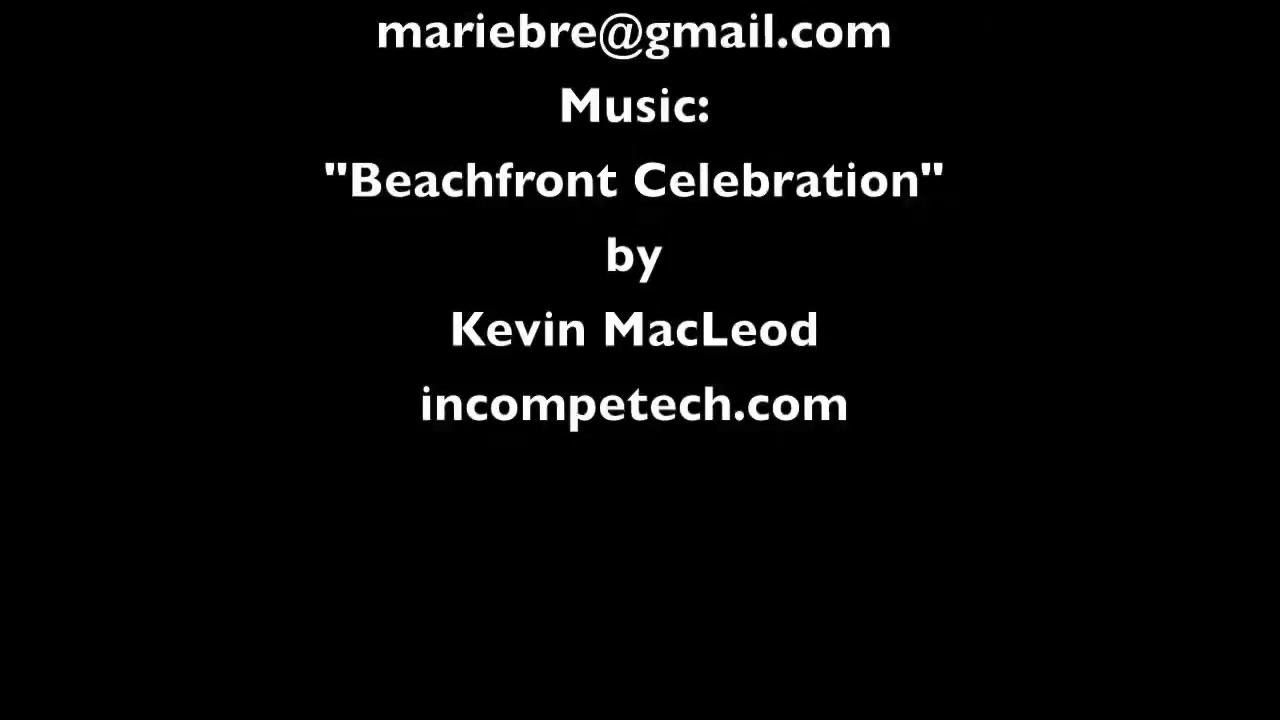 mariebre@gmail.com
Music:
"Beachfront Celebration"
by
Kevin MacLeod
incompetech.com